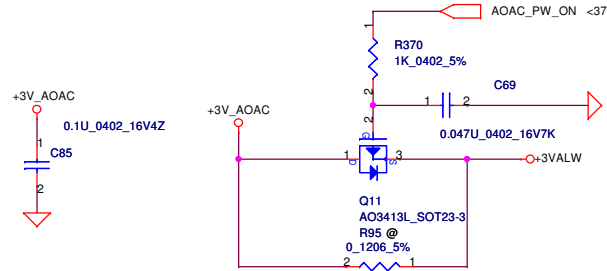 AOAC_PW_ON <37
1
R370
1K_0402_5%
2
C69
1 2
0.047U_0402_16V7K
+3V_AOAC
0.1U_0402_16V4Z
1
C85
2
+3V_AOAC
2
G
1 D S 3
+3VALW
Q11
AO3413L_SOT23-3
R95 @
0_1206_5%
2 1